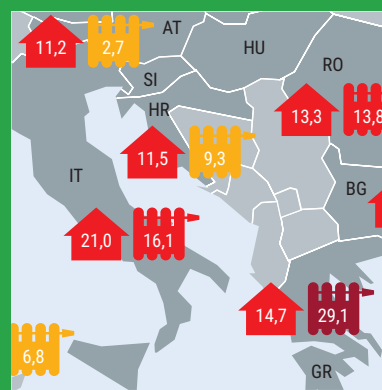 AT
11,2 2,7
HU
SI
RO
HR
13,3 13,8
11,5 9,3
IT
BG
21,0 16,1
14,7 29,1
6,8
GR